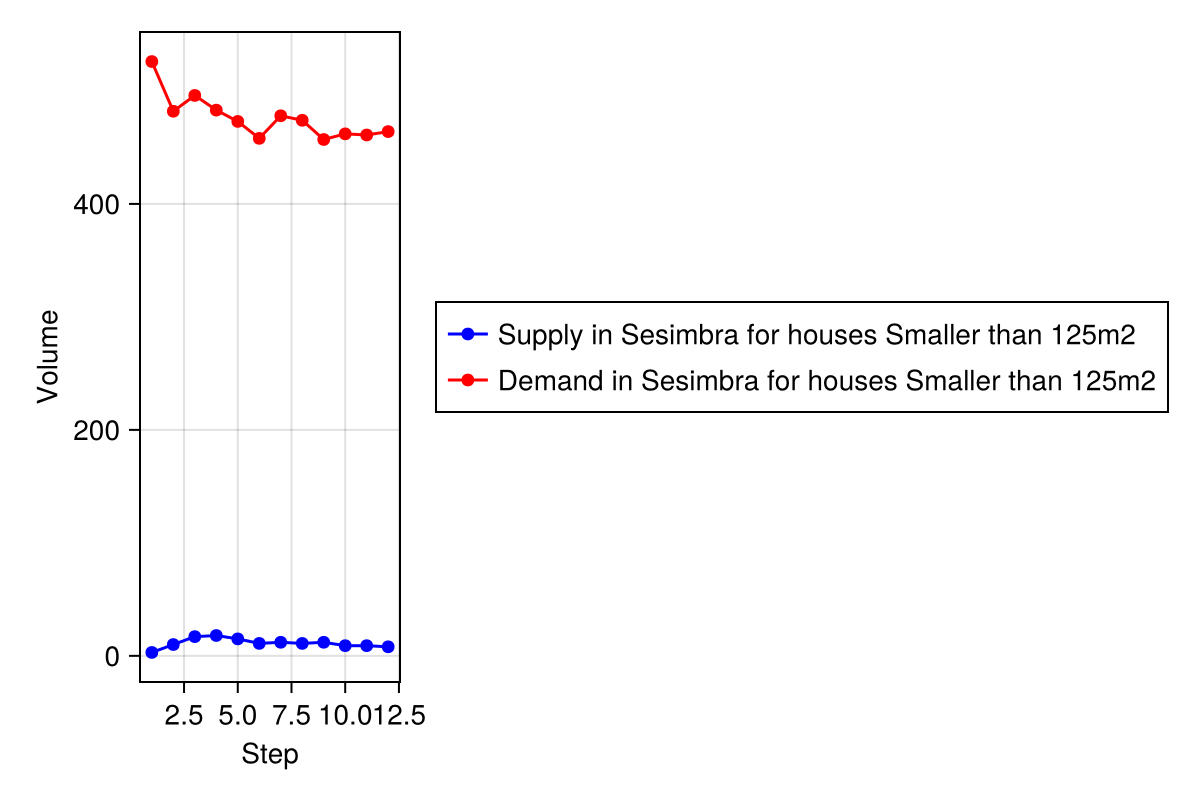 Volume
400
200
0
2.5 5.0 7.5 10.0 12.5
Step
Supply in Sesimbra for houses Smaller than 125m2
Demand in Sesimbra for houses Smaller than 125m2